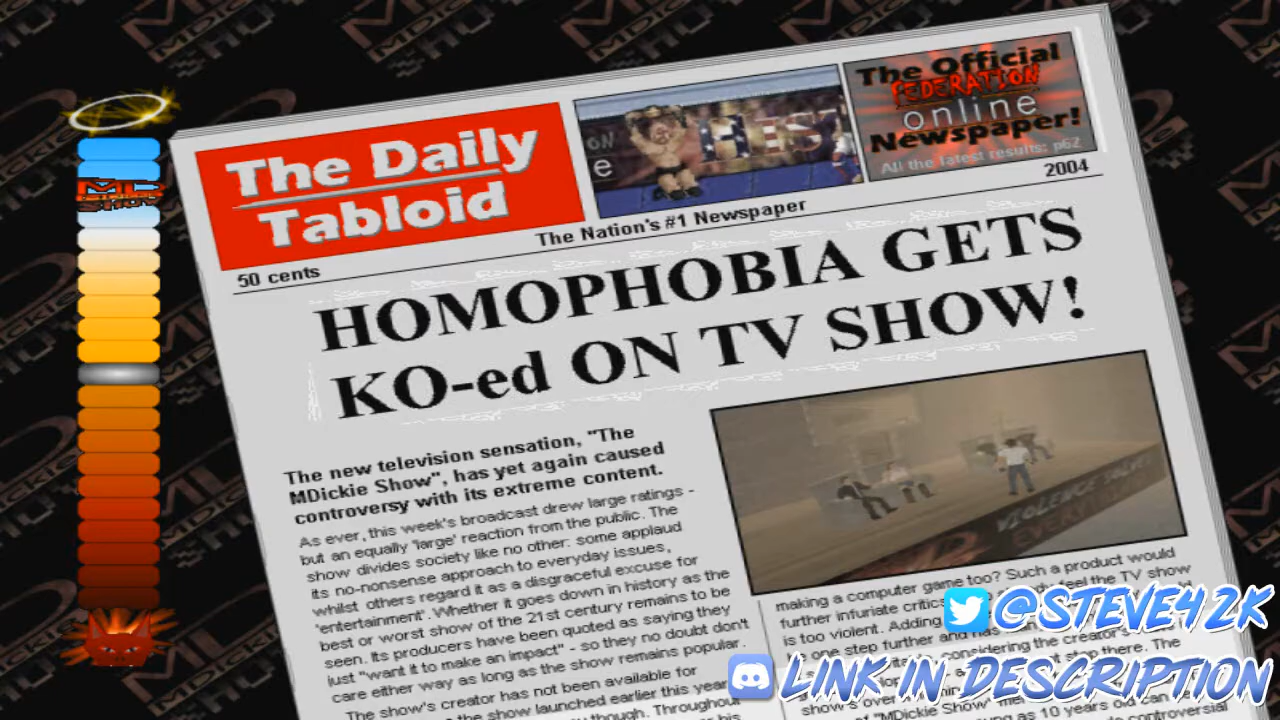 The Daily
Tabloid
The Official
FEDERATION
online
Newspaper!
All the latest results: p62
2004
The Nation's #1 Newspaper
50 cents
HOMOPHOBIA GETS
KO-ed ON TV SHOW!
The new television sensation, "The
MDickie Show", has yet again caused
controversy with its extreme content.
As ever, this week's broadcast drew large ratings -
but an equally 'large' reaction from the public. The
show divides society like no other: some applaud
its no-nonsense approach to everyday issues,
whilst others regard it as a disgraceful excuse for
'entertainment'. Whether it goes down in history as the
best or worst show of the 21st century remains to be
seen. Its producers have been quoted as saying they
just "want it to make an impact" - so they no doubt don't
care either way as long as the show remains popular.
The show's creator has not been available for
the show launched earlier this year
though. Throughout
his
VIOLENCE
making a computer game too? Such a product would
further infuriate critics feel the TV show
is too violent. Adding
one step further and
considering the creator's
stop there. The
show's over
of "MDickie Show" as 10 years old can
controversial
@STEVE42K
LINK IN DESCRIPTION